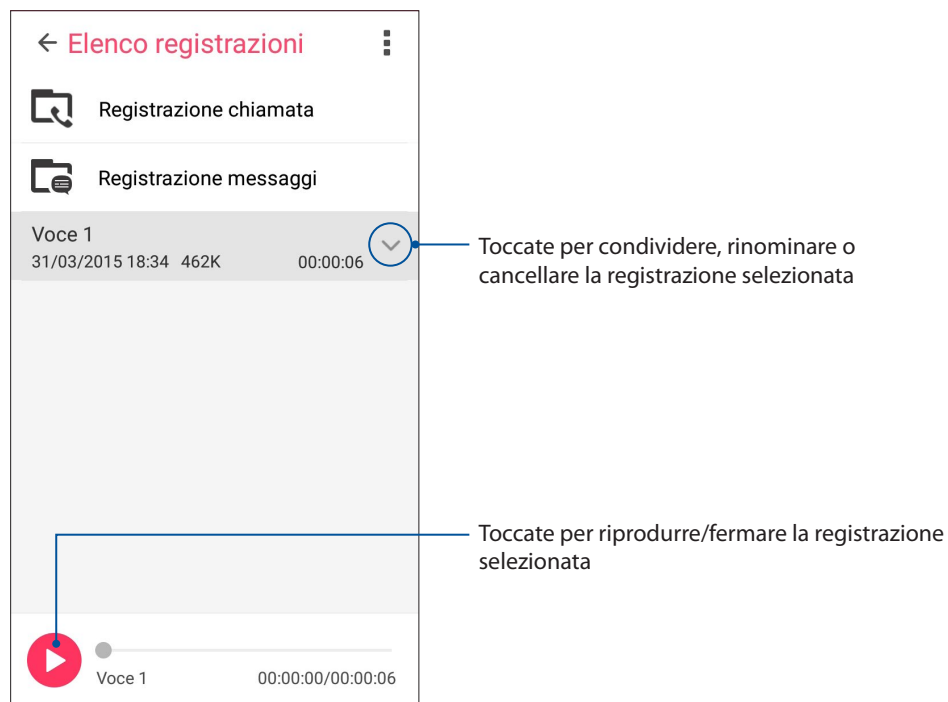 Elenco registrazioni
Registrazione chiamata
Registrazione messaggi
Voce 1
31/03/2015 18:34 462K 00:00:06
Toccate per condividere, rinominare o
cancellare la registrazione selezionata
Toccate per riprodurre/fermare la registrazione
selezionata
Voce 1 00:00:00/00:00:06